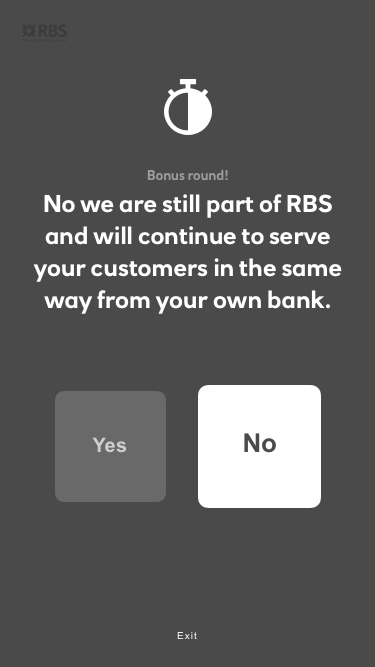 RBS
Bonus round!
No we are still part of RBS
and will continue to serve
your customers in the same
way from your own bank.
Yes
No
Exit